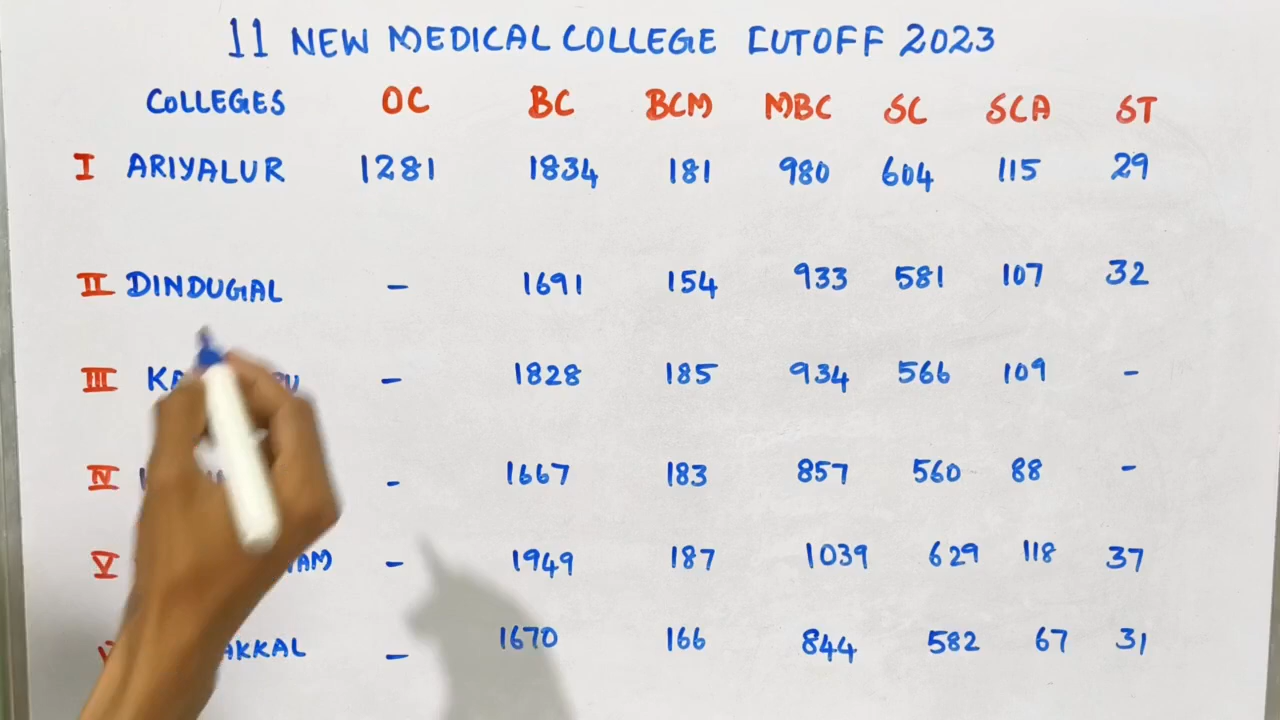 11 NEW MEDICAL COLLEGE CUTOFF 2023
COLLEGES OC BC BCM MBC SC SCA ST
I ARIYALUR 1281 1834 181 980 604 115 29
II DINDUGAL - 1691 154 933 581 107 32
III - 1828 185 934 566 109 -
IV - 1667 183 857 560 88 -
V - 1949 187 1039 629 118 37
- 1670 166 844 582 67 31